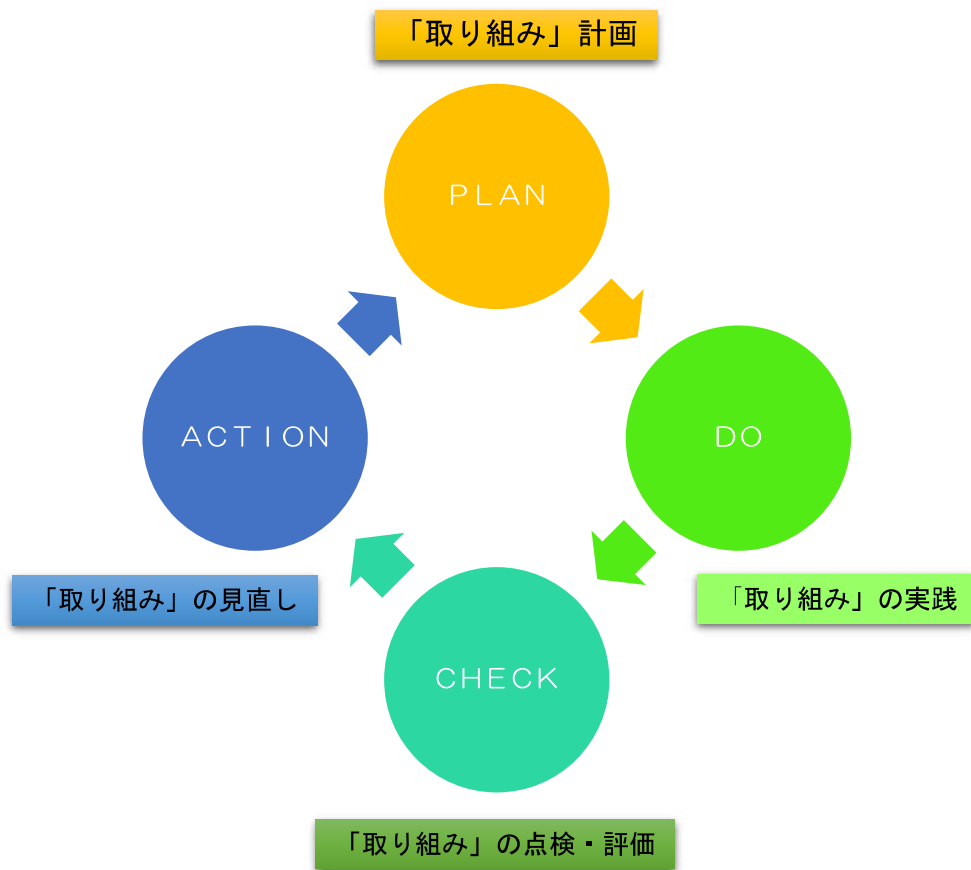 「取り組み」計画
ＰＬＡＮ
ＡＣＴＩＯＮ
ＤＯ
「取り組み」の見直し
「取り組み」の実践
ＣＨＥＣＫ
「取り組み」の点検・評価